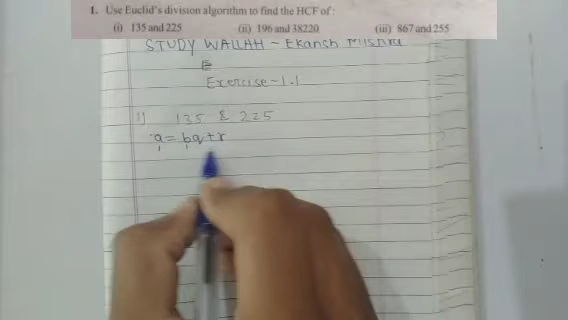 1. Use Euclid's division algorithm to find the HCF of :
(i) 135 and 225 (ii) 196 and 38220 (iii) 867 and 255
STUDY WALLAH - Ekansh Mishra
E
Exercise - 1.1
1) 135 & 225
a = bq+r